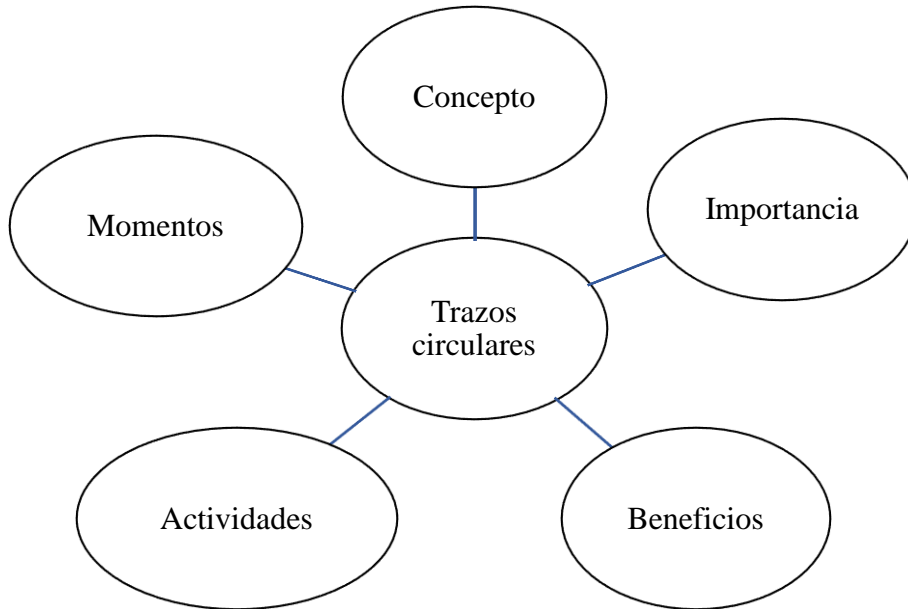 Concepto
Momentos
Importancia
Trazos
circulares
Actividades
Beneficios